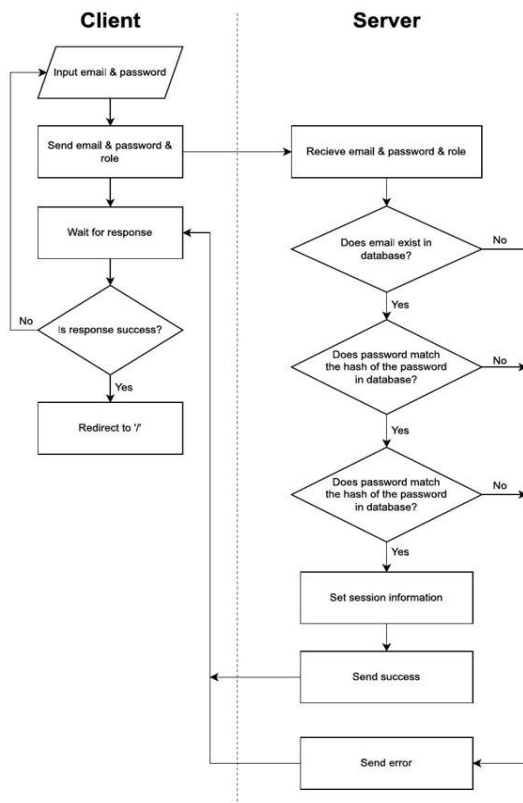 Client
Server
Input email & password
Send email & password &
role
Recieve email & password & role
Wait for response
Does email exist in
database?
No
Yes
No
Is response success?
Does password match
the hash of the password
in database?
No
Yes
Redirect to '/'
Yes
Does password match
the hash of the password
in database?
No
Yes
Set session information
Send success
Send error